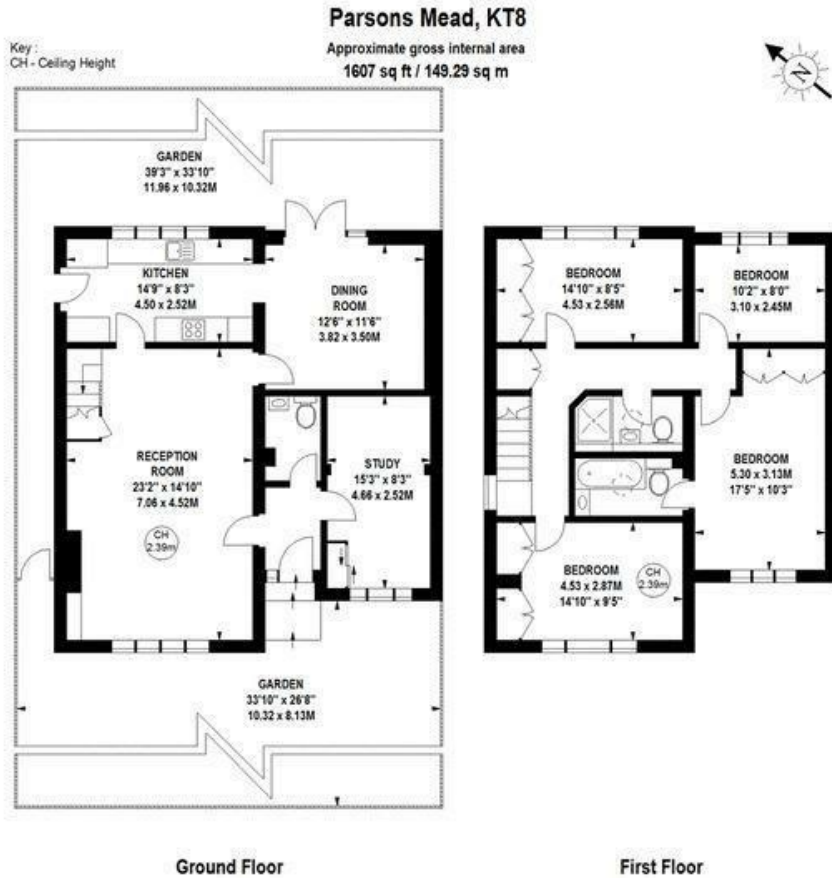 Parsons Mead, KT8
Key :
CH - Ceiling Height
Approximate gross internal area
1607 sq ft / 149.29 sq m
N
GARDEN
39'3" x 33'10"
11.96 x 10.32M
KITCHEN
14'9" x 8'3"
4.50 x 2.52M
DINING
ROOM
12'6" x 11'6"
3.82 x 3.50M
RECEPTION
ROOM
23'2" x 14'10"
7.06 x 4.52M
CH
2.39m
STUDY
15'3" x 8'3"
4.66 x 2.52M
GARDEN
33'10" x 26'8"
10.32 x 8.13M
BEDROOM
14'10" x 8'5"
4.53 x 2.56M
BEDROOM
10'2" x 8'0"
3.10 x 2.45M
BEDROOM
5.30 x 3.13M
17'5" x 10'3"
BEDROOM
4.53 x 2.87M
14'10" x 9'5"
CH
2.39m
Ground Floor
First Floor